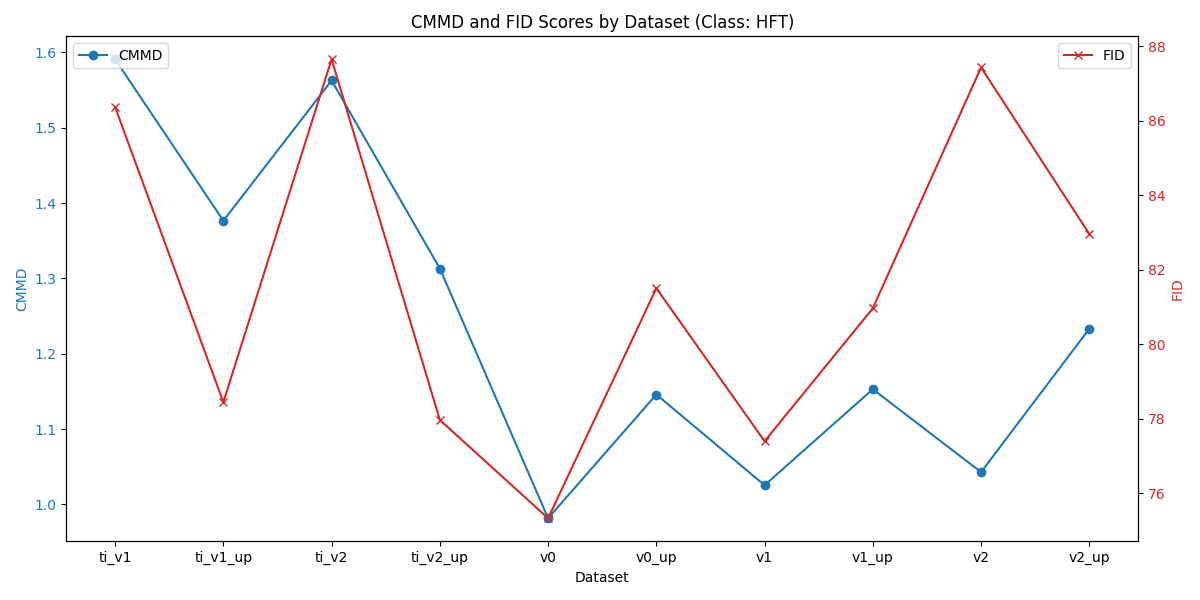 CMMD and FID Scores by Dataset (Class: HFT)
CMMD
FID
1.6
1.5
1.4
1.3
1.2
1.1
1.0
CMMD
88
86
84
82
80
78
76
FID
ti_v1 ti_v1_up ti_v2 ti_v2_up v0 v0_up v1 v1_up v2 v2_up
Dataset